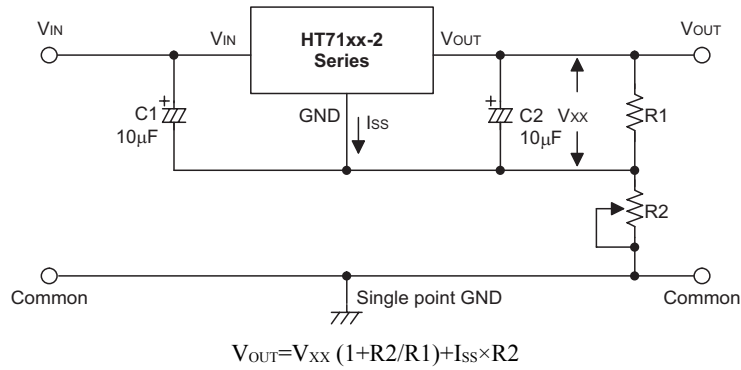 VIN VIN HT71xx-2 VOUT VOUT
Series
GND ISS
C1
10μF
C2
10μF
VXX
R1
R2
Common Single point GND Common
VOUT=VXX (1+R2/R1)+ISS×R2